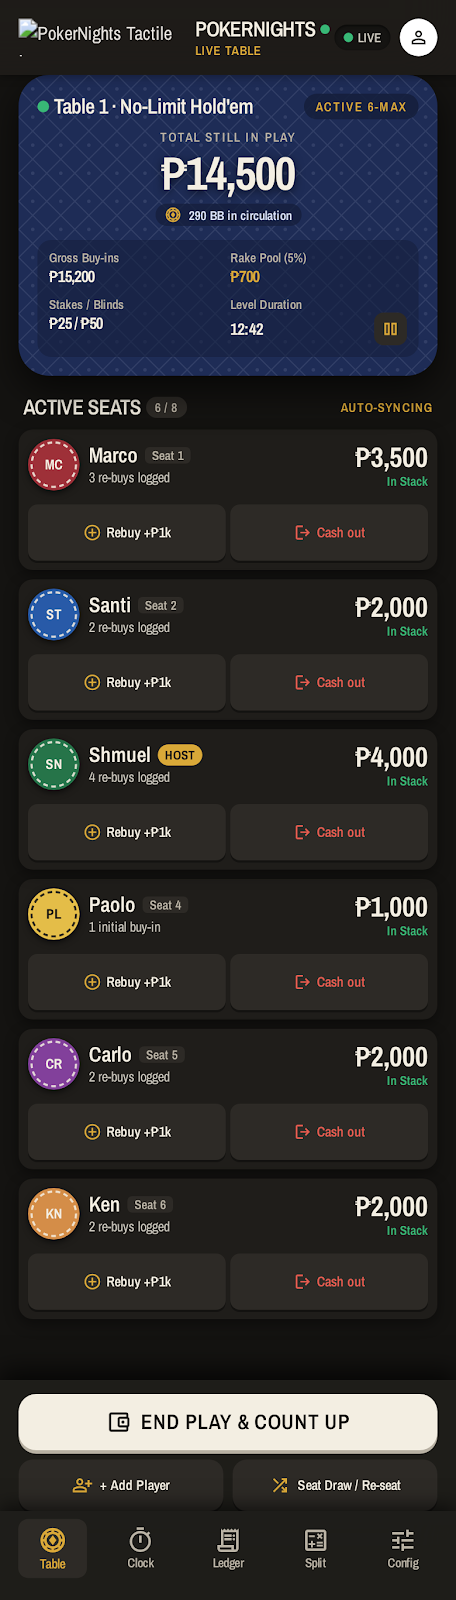 PokerNights Tactile
POKERNIGHTS
LIVE TABLE
LIVE
Table 1 · No-Limit Hold'em
ACTIVE 6-MAX
TOTAL STILL IN PLAY
₱14,500
290 BB in circulation
Gross Buy-ins
₱15,200
Rake Pool (5%)
₱700
Stakes / Blinds
₱25 / ₱50
Level Duration
12:42
ACTIVE SEATS
6 / 8
AUTO-SYNCING
MC
Marco
Seat 1
3 re-buys logged
₱3,500
In Stack
Rebuy +₱1k
Cash out
ST
Santi
Seat 2
2 re-buys logged
₱2,000
In Stack
Rebuy +₱1k
Cash out
SN
Shmuel
HOST
4 re-buys logged
₱4,000
In Stack
Rebuy +₱1k
Cash out
PL
Paolo
Seat 4
1 initial buy-in
₱1,000
In Stack
Rebuy +₱1k
Cash out
CR
Carlo
Seat 5
2 re-buys logged
₱2,000
In Stack
Rebuy +₱1k
Cash out
KN
Ken
Seat 6
2 re-buys logged
₱2,000
In Stack
Rebuy +₱1k
Cash out
END PLAY & COUNT UP
+ Add Player
Seat Draw / Re-seat
Table
Clock
Ledger
Split
Config